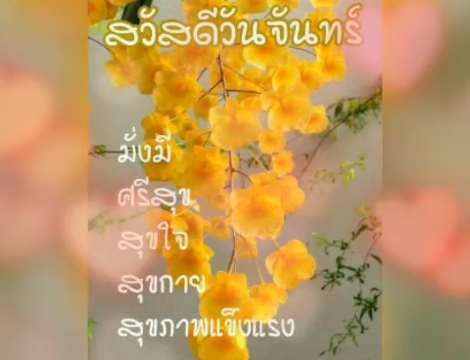 สวัสดีวันจันทร์
มั่งมี
ศรีสุข
สุขใจ
สุขกาย
สุขภาพแข็งแรง